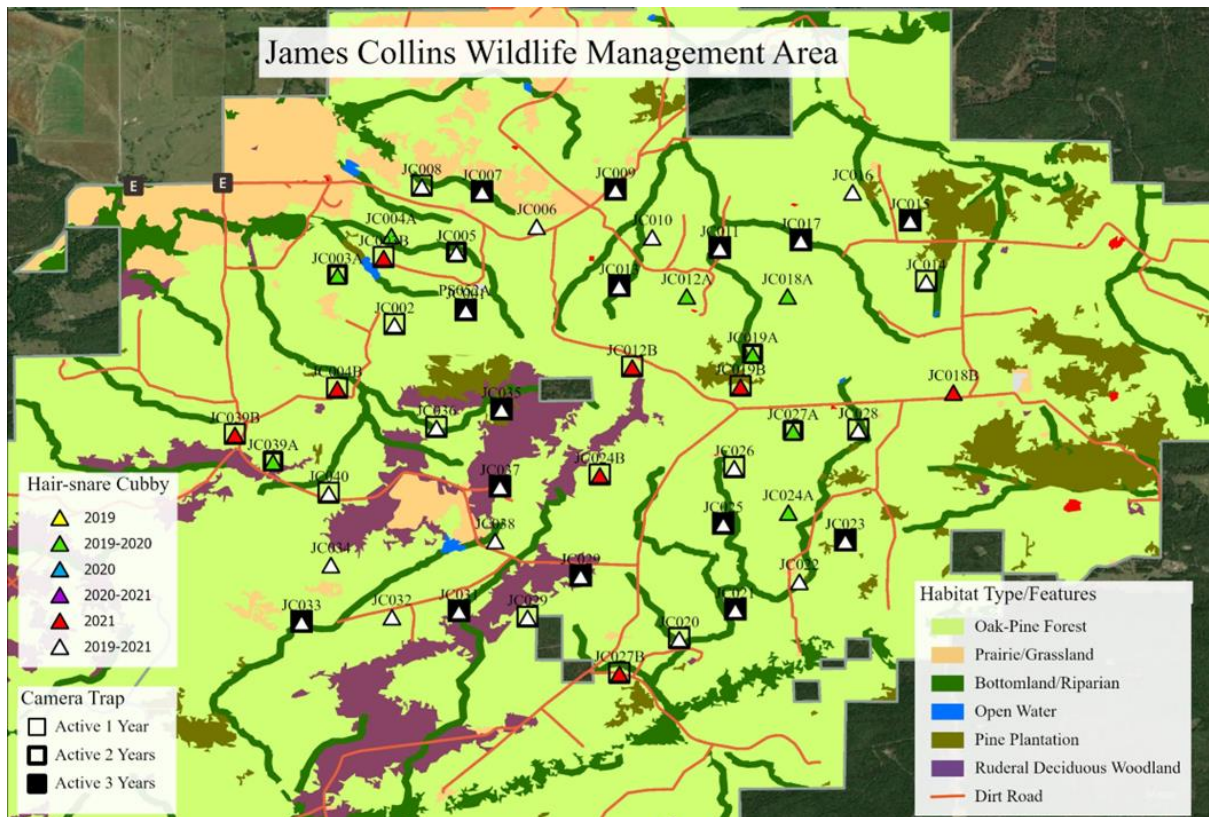 James Collins Wildlife Management Area
E
E
JC008
JC007
JC009
JC016
JC015
JC006
JC004A
JC005
JC010
JC011
JC017
JC003A
JC013
JC012A
JC018A
JC014
JC001
JC002
JC019A
JC012B
JC019B
JC004B
JC018B
JC035
JC036
JC039B
JC027A
JC028
JC039A
JC024B
JC026
JC037
JC040
JC025
JC024A
JC038
JC023
JC034
JC029
JC022
JC033
JC032
JC031
JC029
JC021
JC020
JC027B
Hair-snare Cubby
2019
2019-2020
2020
2020-2021
2021
2019-2021
Camera Trap
Active 1 Year
Active 2 Years
Active 3 Years
Habitat Type/Features
Oak-Pine Forest
Prairie/Grassland
Bottomland/Riparian
Open Water
Pine Plantation
Ruderal Deciduous Woodland
Dirt Road